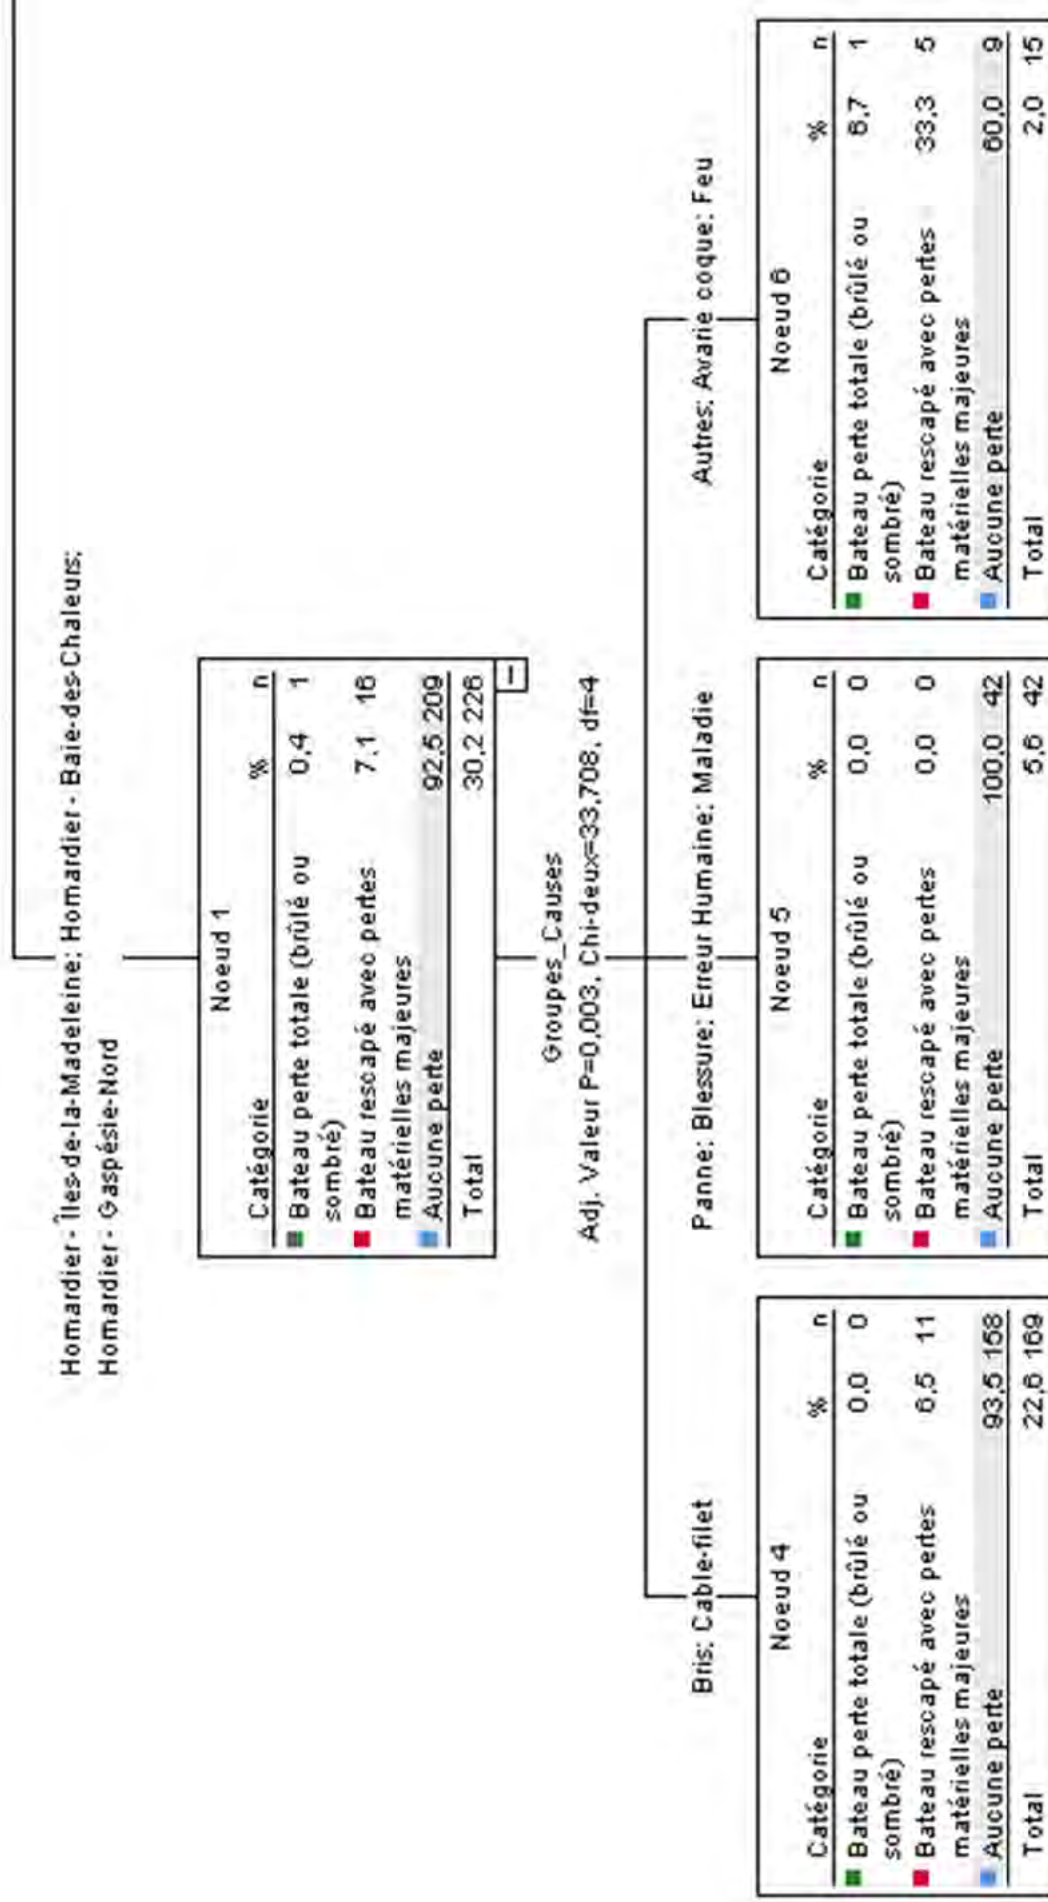 Homardier - Îles-de-la-Madeleine; Homardier - Baie-des-Chaleurs;
Homardier - Gaspésie-Nord
Noeud 1
Catégorie % n
Bateau perte totale (brûlé ou 0,4 1
sombré)
Bateau rescapé avec pertes 7,1 16
matérielles majeures
Aucune perte 92,5 209
Total 30,2 226
Groupes_Causes
Adj. Valeur P=0,003, Chi-deux=33,708, df=4
Bris; Cable-filet
Noeud 4
Catégorie % n
Bateau perte totale (brûlé ou 0,0 0
sombré)
Bateau rescapé avec pertes 6,5 11
matérielles majeures
Aucune perte 93,5 158
Total 22,6 169
Panne; Blessure; Erreur Humaine; Maladie
Noeud 5
Catégorie % n
Bateau perte totale (brûlé ou 0,0 0
sombré)
Bateau rescapé avec pertes 0,0 0
matérielles majeures
Aucune perte 100,0 42
Total 5,6 42
Autres; Avarie coque; Feu
Noeud 6
Catégorie % n
Bateau perte totale (brûlé ou 6,7 1
sombré)
Bateau rescapé avec pertes 33,3 5
matérielles majeures
Aucune perte 60,0 9
Total 2,0 15